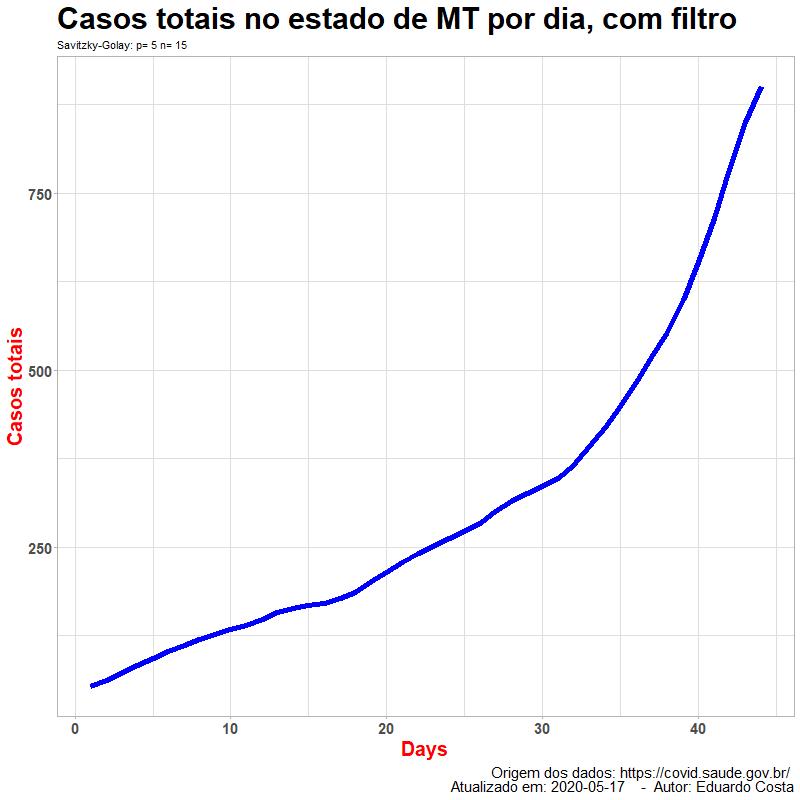 Casos totais no estado de MT por dia, com filtro
Savitzky-Golay: p= 5 n= 15
Casos totais
750
500
250
0 10 20 30 40
Days
Origem dos dados: https://covid.saude.gov.br/
Atualizado em: 2020-05-17 - Autor: Eduardo Costa